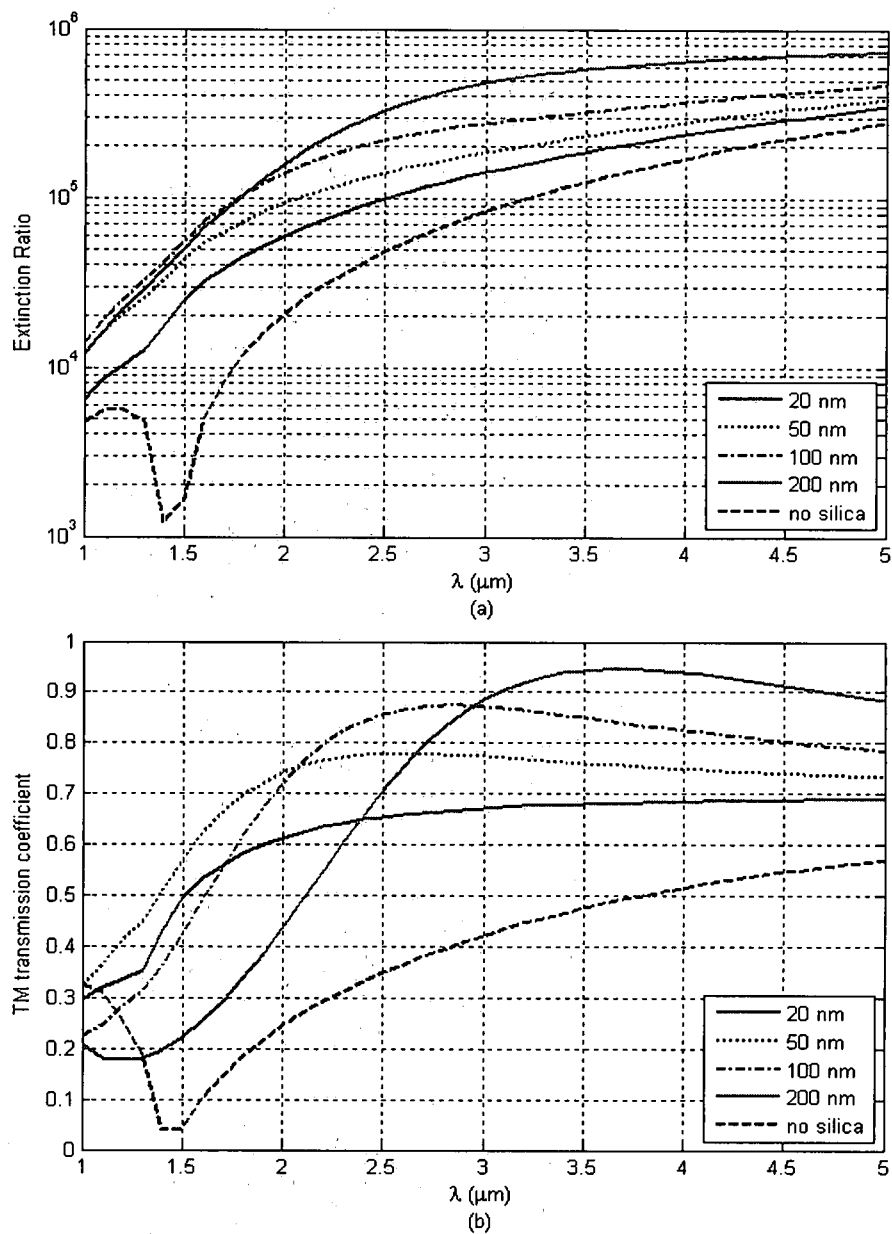 10^6
10^5
10^4
10^3
Extinction Ratio
20 nm
50 nm
100 nm
200 nm
no silica
1 1.5 2 2.5 3 3.5 4 4.5 5
λ (μm)
(a)
1
0.9
0.8
0.7
0.6
0.5
0.4
0.3
0.2
0.1
0
TM transmission coefficient
20 nm
50 nm
100 nm
200 nm
no silica
1 1.5 2 2.5 3 3.5 4 4.5 5
λ (μm)
(b)